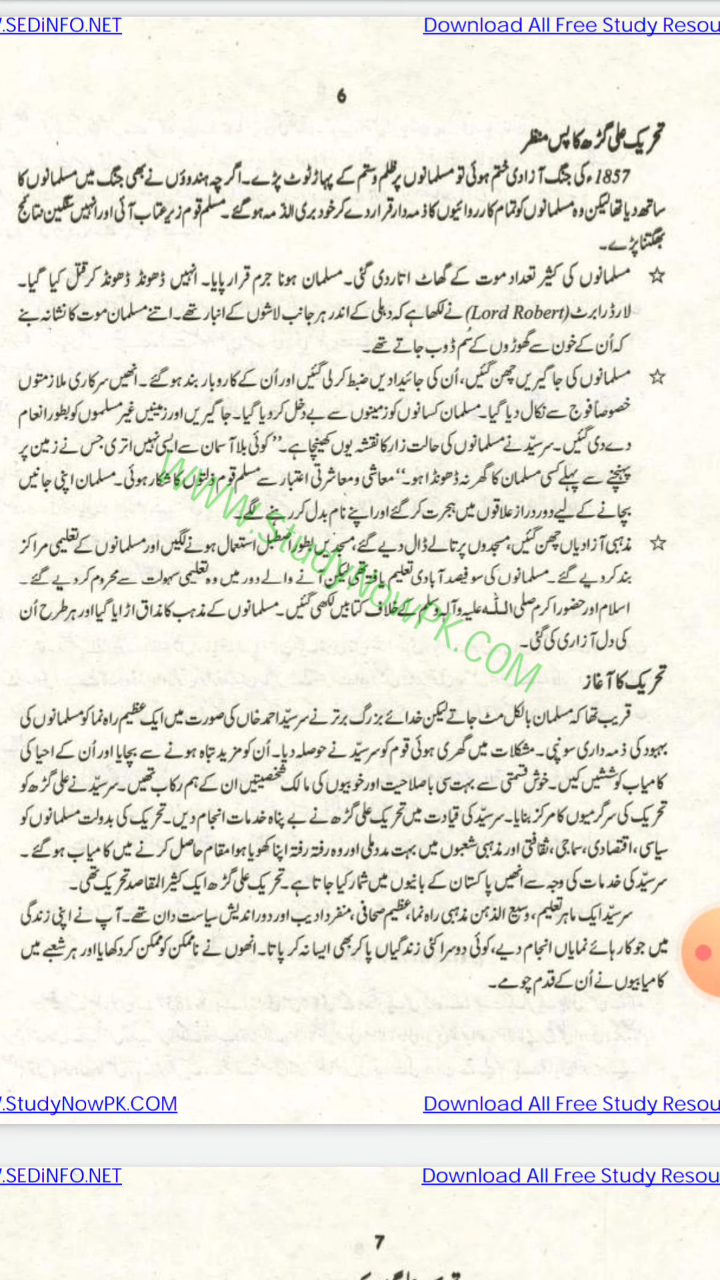 .SEDiNFO.NET Download All Free Study Resou
6
تحریک علی گڑھ کا پس منظر
1857ء کی جنگ آزادی ختم ہوئی تو مسلمانوں پر ظلم و ستم کے پہاڑ ٹوٹ پڑے۔ اگر چہ ہندوؤں نے بھی جنگ میں مسلمانوں کا
ساتھ دیا تھا لیکن وہ مسلمانوں کو تمام کارروائیوں کا ذمہ دار قرار دے کر خود بری الذمہ ہو گئے۔ مسلم قوم زیرِ عتاب آئی اور انہیں سنگین نتائج
بھگتنا پڑے۔
☆ مسلمانوں کی کثیر تعداد موت کے گھاٹ اتار دی گئی۔ مسلمان ہونا جرم قرار پایا۔ انہیں ڈھونڈ ڈھونڈ کر قتل کیا گیا۔
لارڈ رابرٹ (Lord Robert) نے لکھا ہے کہ دہلی کے اندر ہر جانب لاشوں کے انبار تھے۔ اتنے مسلمان موت کا نشانہ بنے
کہ اُن کے خون سے گھوڑوں کے سُم ڈوب جاتے تھے۔
☆ مسلمانوں کی جاگیریں چھن گئیں، اُن کی جائیدادیں ضبط کر لی گئیں اور اُن کے کاروبار بند ہو گئے۔ انھیں سرکاری ملازمتوں
خصوصاً فوج سے نکال دیا گیا۔ مسلمان کسانوں کو زمینوں سے بے دخل کر دیا گیا۔ جاگیریں اور زمینیں غیر مسلموں کو بطور انعام
دے دی گئیں۔ سرسیّد نے مسلمانوں کی حالت زار کا نقشہ یوں کھینچا ہے۔ ’’کوئی بلا آسمان سے ایسی نہیں اتری جس نے زمین پر
پہنچنے سے پہلے کسی مسلمان کا گھر نہ ڈھونڈا ہو۔‘‘ معاشی و معاشرتی اعتبار سے مسلم قوم ذلتوں کا شکار ہوئی۔ مسلمان اپنی جانیں
بچانے کے لیے دور دراز علاقوں میں ہجرت کر گئے اور اپنے نام بدل کر رہنے لگے۔
☆ مذہبی آزادیاں چھن گئیں، مسجدوں پر تالے ڈال دیے گئے، مسجدیں بطور اصطبل استعمال ہونے لگیں اور مسلمانوں کے تعلیمی مراکز
بند کر دیے گئے۔ مسلمانوں کی سو فیصد آبادی تعلیم یافتہ تھی لیکن آنے والے دور میں وہ تعلیمی سہولت سے محروم کر دیے گئے۔
اسلام اور حضور اکرم صلی اللہ علیہ وآلہ وسلم کے خلاف کتابیں لکھی گئیں۔ مسلمانوں کے مذہب کا مذاق اڑایا گیا اور ہر طرح اُن
کی دل آزاری کی گئی۔
WWW.StudyNowPK.COM
تحریک کا آغاز
قریب تھا کہ مسلمان بالکل مٹ جاتے لیکن خدائے بزرگ برتر نے سرسیّد احمد خاں کی صورت میں ایک عظیم راہ نما کو مسلمانوں کی
بہبود کی ذمہ داری سونپی۔ مشکلات میں گھری ہوئی قوم کو سرسیّد نے حوصلہ دیا۔ اُن کو مزید تباہ ہونے سے بچایا اور اُن کے احیا کی
کامیاب کوششیں کیں۔ خوش قسمتی سے بہت سی باصلاحیت اور خوبیوں کی مالک شخصیتیں ان کے ہم رکاب تھیں۔ سرسیّد نے علی گڑھ کو
تحریک کی سرگرمیوں کا مرکز بنایا۔ سرسیّد کی قیادت میں تحریک علی گڑھ نے بے پناہ خدمات انجام دیں۔ تحریک کی بدولت مسلمانوں کو
سیاسی، اقتصادی، سماجی، ثقافتی اور مذہبی شعبوں میں بہت مدد ملی اور وہ رفتہ رفتہ اپنا کھویا ہوا مقام حاصل کرنے میں کامیاب ہو گئے۔
سرسیّد کی خدمات کی وجہ سے انھیں پاکستان کے بانیوں میں شمار کیا جاتا ہے۔ تحریک علی گڑھ ایک کثیر المقاصد تحریک تھی۔
سرسیّد ایک ماہر تعلیم، وسیع الذہن مذہبی راہ نما، عظیم صحافی، منفرد ادیب اور دور اندیش سیاست دان تھے۔ آپ نے اپنی زندگی
میں جو کارہائے نمایاں انجام دیے، کوئی دوسرا کئی زندگیاں پا کر بھی ایسا نہ کر پاتا۔ انھوں نے ناممکن کو ممکن کر دکھایا اور ہر شعبے میں
کامیابیوں نے اُن کے قدم چومے۔
.StudyNowPK.COM Download All Free Study Resou
.SEDiNFO.NET Download All Free Study Resou
7